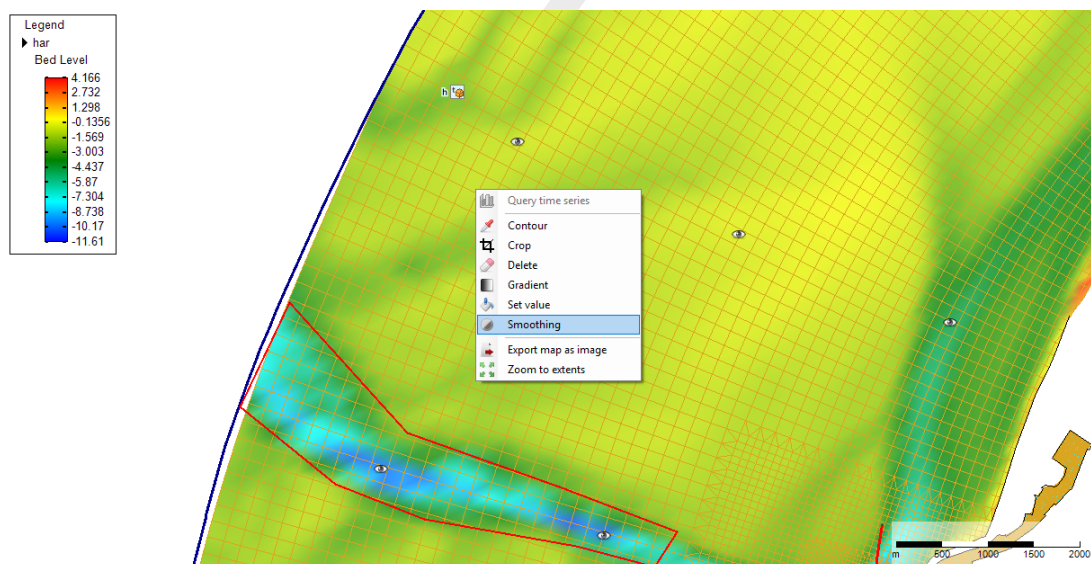 Legend
har
Bed Level
4.166
2.732
1.298
-0.1356
-1.569
-3.003
-4.437
-5.87
-7.304
-8.738
-10.17
-11.61
h
Query time series
Contour
Crop
Delete
Gradient
Set value
Smoothing
Export map as image
Zoom to extents
m 500 1000 1500 2000